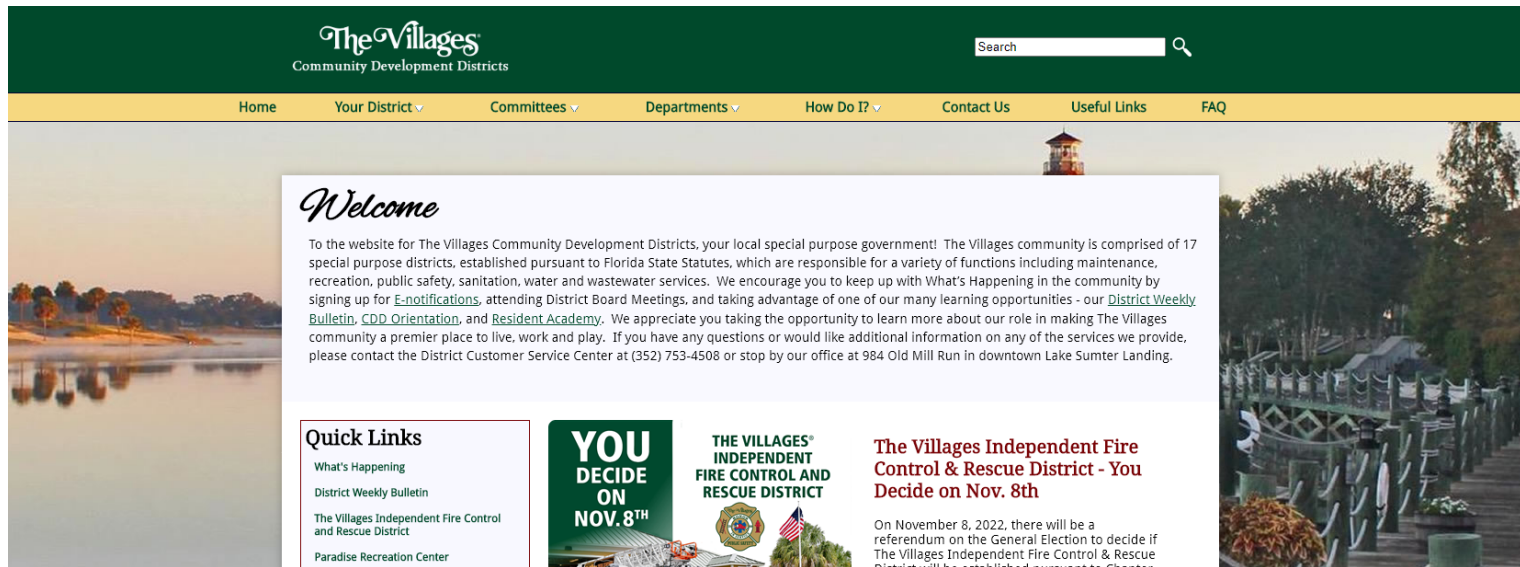 The Villages®
Community Development Districts
Search
Home Your District Committees Departments How Do I? Contact Us Useful Links FAQ
Welcome
To the website for The Villages Community Development Districts, your local special purpose government! The Villages community is comprised of 17
special purpose districts, established pursuant to Florida State Statutes, which are responsible for a variety of functions including maintenance,
recreation, public safety, sanitation, water and wastewater services. We encourage you to keep up with What's Happening in the community by
signing up for E-notifications, attending District Board Meetings, and taking advantage of one of our many learning opportunities - our District Weekly
Bulletin, CDD Orientation, and Resident Academy. We appreciate you taking the opportunity to learn more about our role in making The Villages
community a premier place to live, work and play. If you have any questions or would like additional information on any of the services we provide,
please contact the District Customer Service Center at (352) 753-4508 or stop by our office at 984 Old Mill Run in downtown Lake Sumter Landing.
Quick Links
What's Happening
District Weekly Bulletin
The Villages Independent Fire Control
and Rescue District
Paradise Recreation Center
YOU
DECIDE
ON
NOV. 8TH
THE VILLAGES®
INDEPENDENT
FIRE CONTROL AND
RESCUE DISTRICT
The Villages Independent Fire
Control & Rescue District - You
Decide on Nov. 8th
On November 8, 2022, there will be a
referendum on the General Election to decide if
The Villages Independent Fire Control & Rescue
District will be established pursuant to Chapter